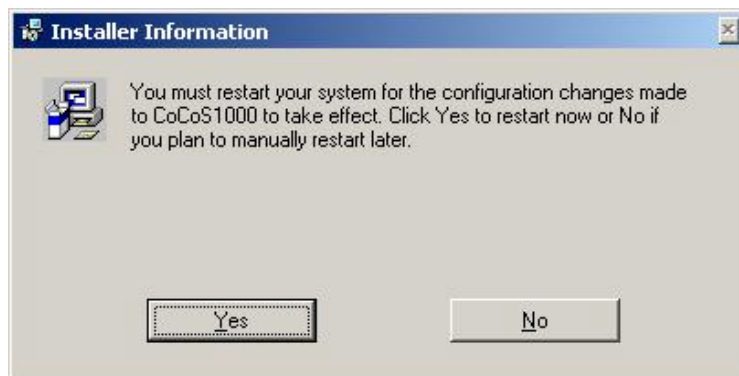 Installer Information
You must restart your system for the configuration changes made
to CoCoS1000 to take effect. Click Yes to restart now or No if
you plan to manually restart later.
Yes
No